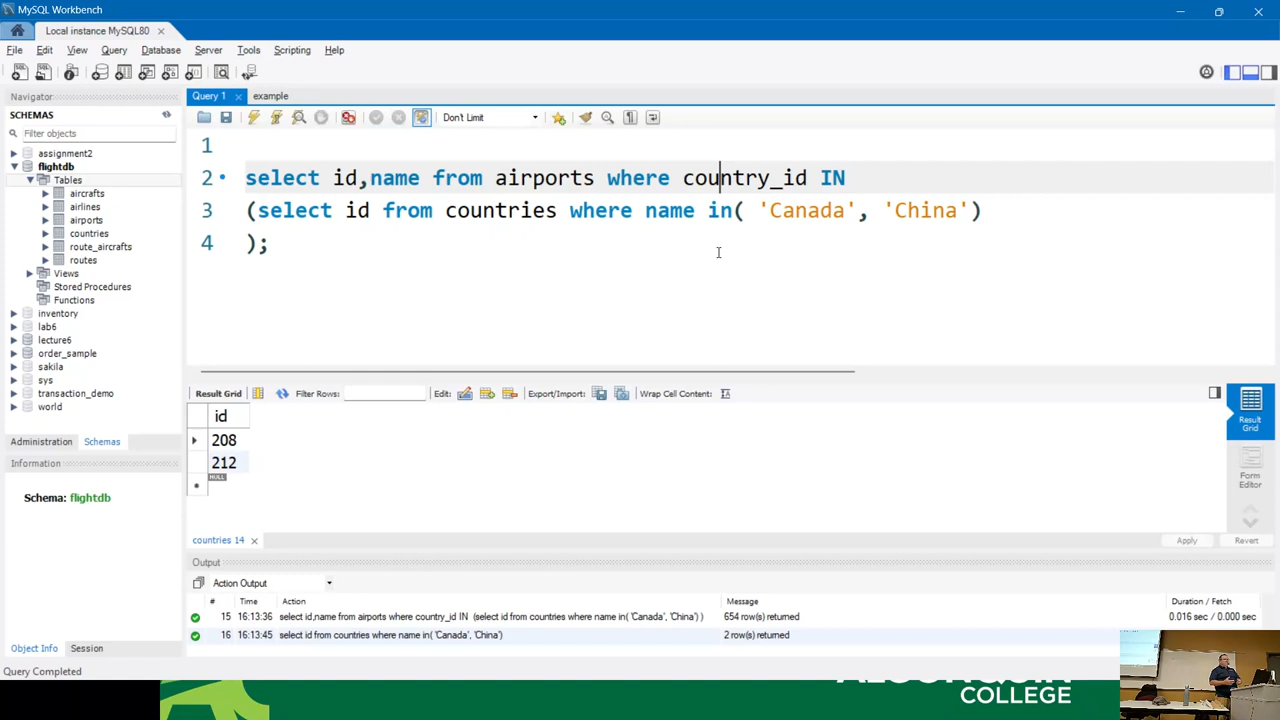 MySQL Workbench
Local instance MySQL80
File Edit View Query Database Server Tools Scripting Help
Navigator
SCHEMAS
Filter objects
assignment2
flightdb
Tables
aircrafts
airlines
airports
countries
route_aircrafts
routes
Views
Stored Procedures
Functions
inventory
lab6
lecture6
order_sample
sakila
sys
transaction_demo
world
Administration Schemas
Information
Schema: flightdb
Object Info Session
Query Completed
Query 1 example
Don't Limit
1
2 select id,name from airports where country_id IN
3 (select id from countries where name in( 'Canada', 'China')
4 );
Result Grid Filter Rows: Edit: Export/Import: Wrap Cell Content:
id
208
212
NULL
Result Grid
Form Editor
countries 14 Apply Revert
Output
Action Output
# Time Action Message Duration / Fetch
15 16:13:36 select id,name from airports where country_id IN (select id from countries where name in( 'Canada', 'China') ) 654 row(s) returned 0.016 sec / 0.000 sec
16 16:13:45 select id from countries where name in( 'Canada', 'China') 2 row(s) returned
ALGONQUIN
COLLEGE